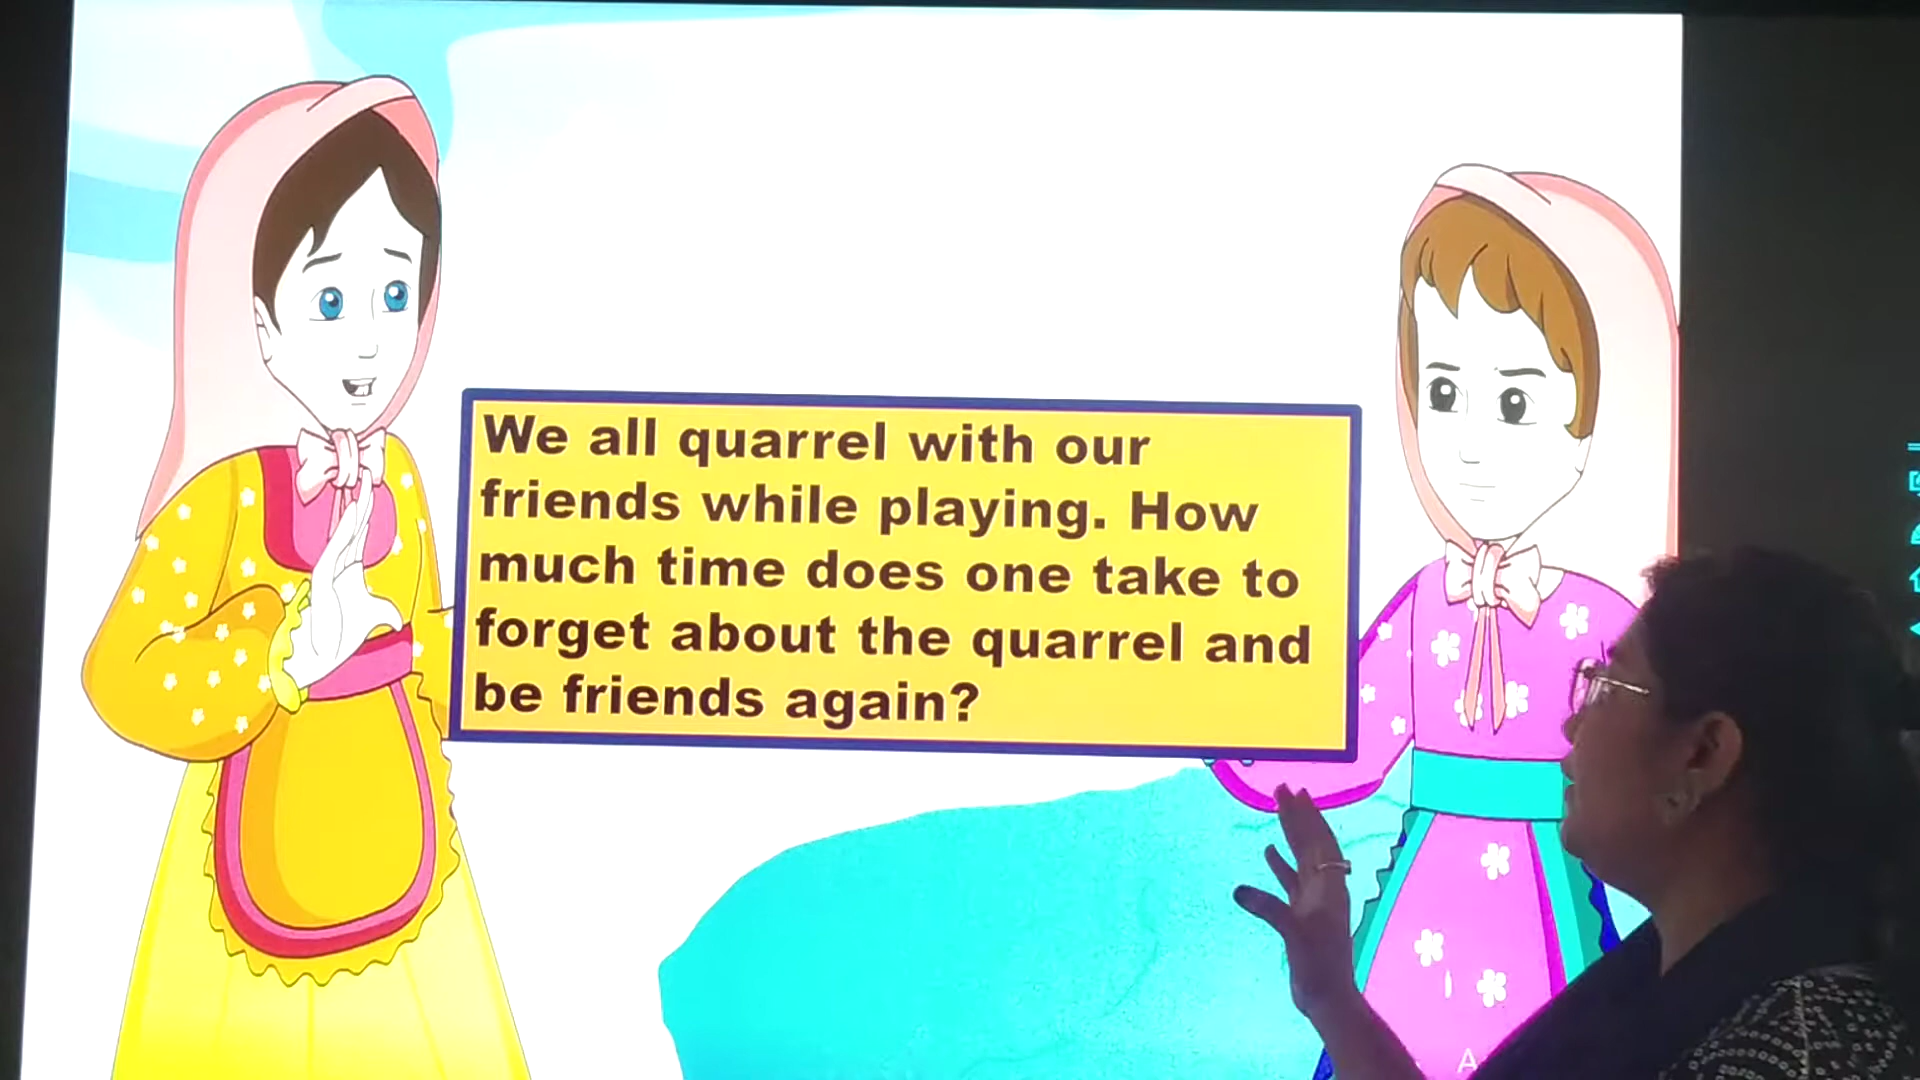 We all quarrel with our
friends while playing. How
much time does one take to
forget about the quarrel and
be friends again?
A